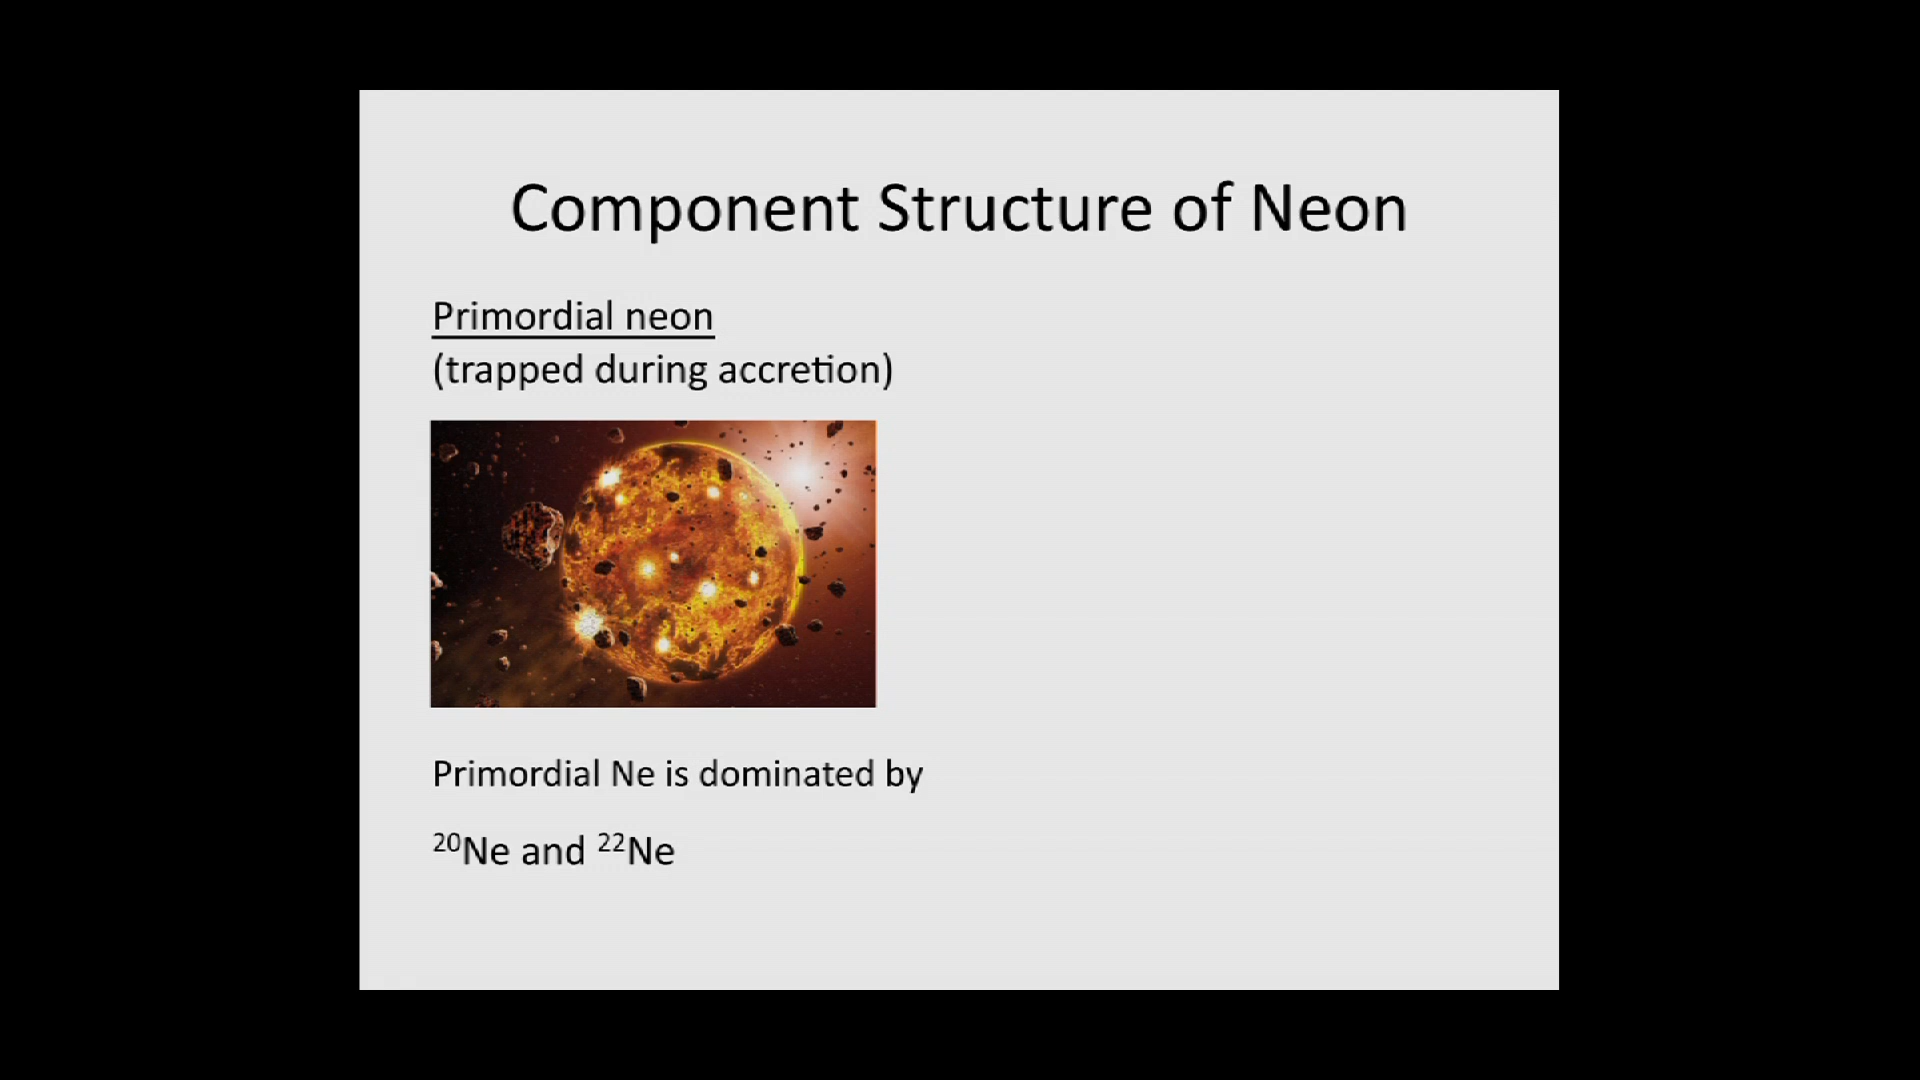 Component Structure of Neon
Primordial neon
(trapped during accretion)
Primordial Ne is dominated by
²⁰Ne and ²²Ne